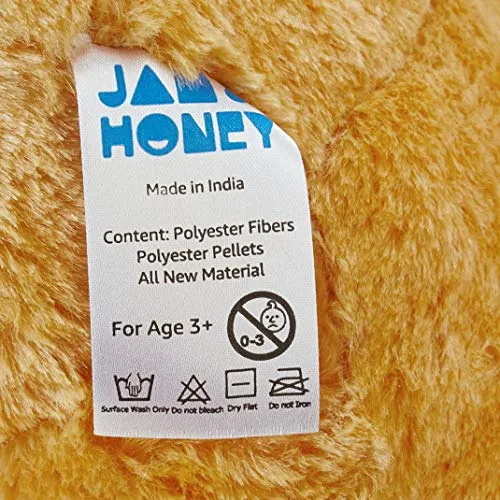 HONEY
Made in India
Content: Polyester Fibers
Polyester Pellets
All New Material
For Age 3+
0-3
Surface Wash Only Do not bleach Dry Flet Do not Iron